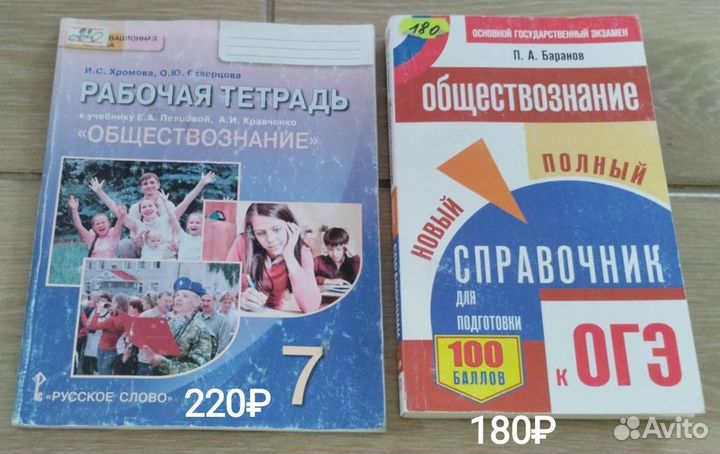 И.С. Хромова, О.Ю. Скворцова
РАБОЧАЯ ТЕТРАДЬ
к учебнику Е.А. Певцовой, А.И. Кравченко
«ОБЩЕСТВОЗНАНИЕ»
7
«РУССКОЕ СЛОВО»
220₽
180
ОСНОВНОЙ ГОСУДАРСТВЕННЫЙ ЭКЗАМЕН
П. А. Баранов
ОБЩЕСТВОЗНАНИЕ
НОВЫЙ
ПОЛНЫЙ
СПРАВОЧНИК
для
подготовки
100
БАЛЛОВ
к ОГЭ
180₽
Avito